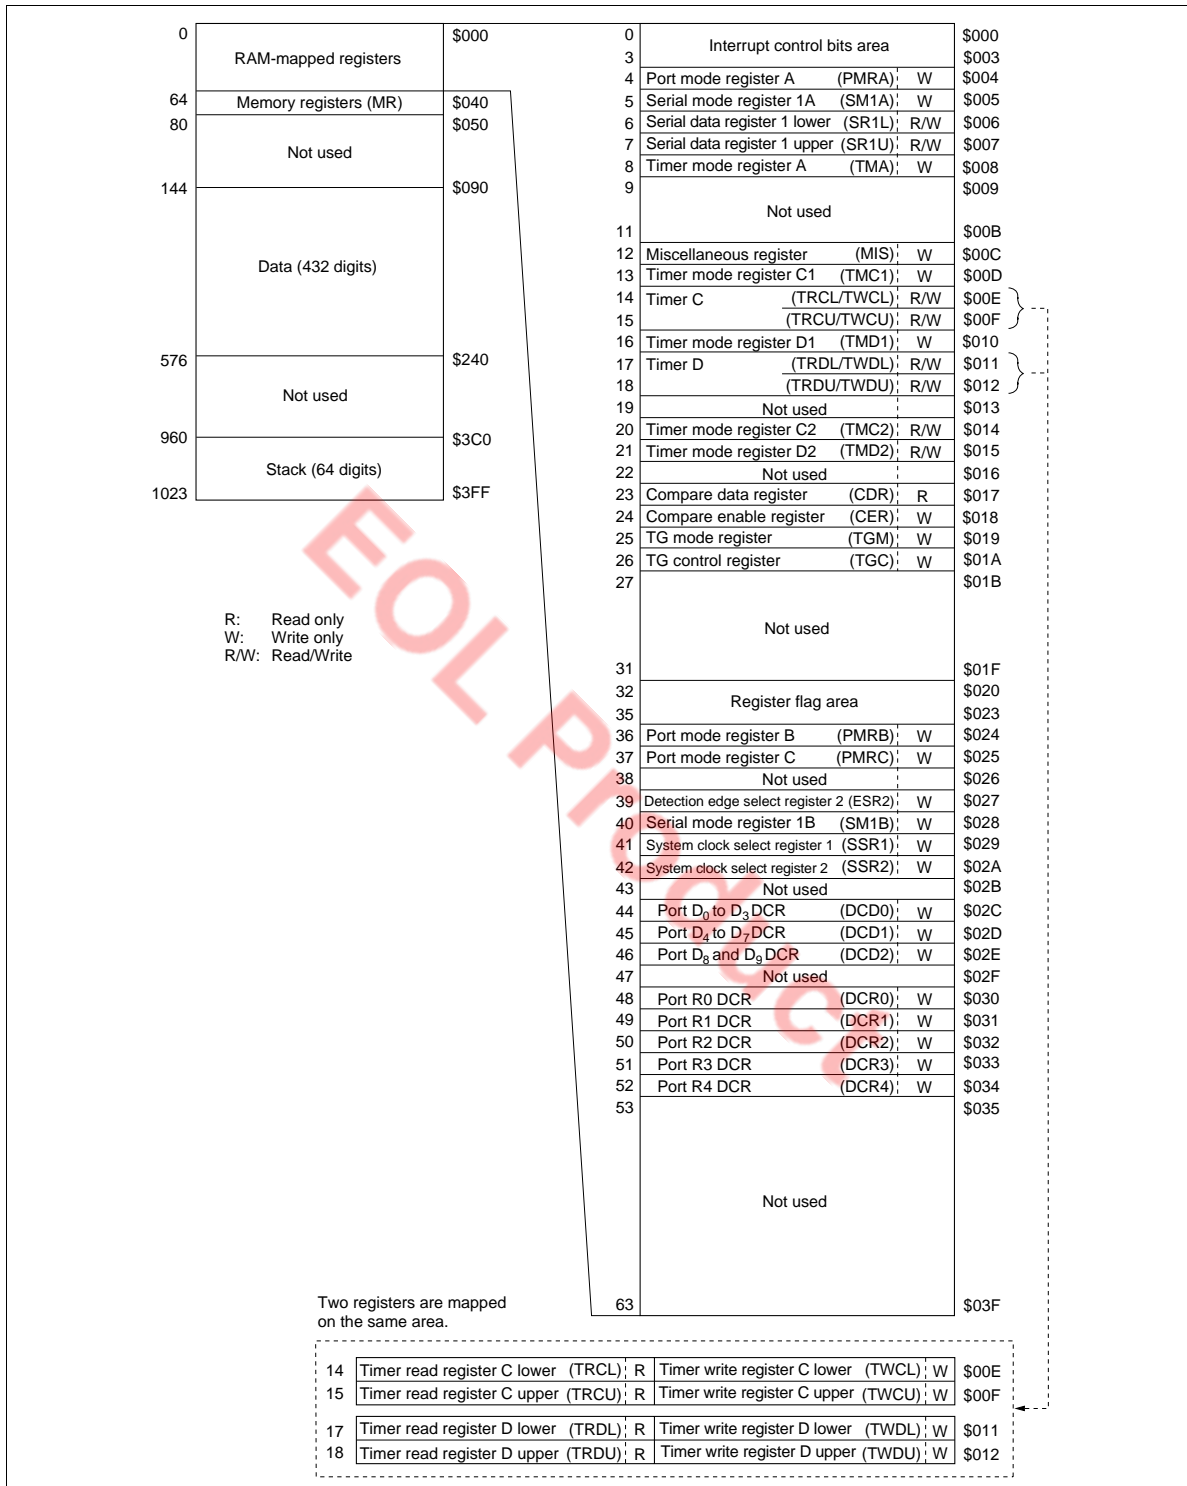 0 $000
RAM-mapped registers
64 Memory registers (MR) $040
80 $050
Not used
144 $090
Data (432 digits)
576 $240
Not used
960 $3C0
Stack (64 digits)
1023 $3FF
R: Read only
W: Write only
R/W: Read/Write
0 $000
Interrupt control bits area
3 $003
4 Port mode register A (PMRA) W $004
5 Serial mode register 1A (SM1A) W $005
6 Serial data register 1 lower (SR1L) R/W $006
7 Serial data register 1 upper (SR1U) R/W $007
8 Timer mode register A (TMA) W $008
9 $009
Not used
11 $00B
12 Miscellaneous register (MIS) W $00C
13 Timer mode register C1 (TMC1) W $00D
14 Timer C (TRCL/TWCL) R/W $00E
15 (TRCU/TWCU) R/W $00F
16 Timer mode register D1 (TMD1) W $010
17 Timer D (TRDL/TWDL) R/W $011
18 (TRDU/TWDU) R/W $012
19 Not used $013
20 Timer mode register C2 (TMC2) R/W $014
21 Timer mode register D2 (TMD2) R/W $015
22 Not used $016
23 Compare data register (CDR) R $017
24 Compare enable register (CER) W $018
25 TG mode register (TGM) W $019
26 TG control register (TGC) W $01A
27 $01B
Not used
31 $01F
32 $020
Register flag area
35 $023
36 Port mode register B (PMRB) W $024
37 Port mode register C (PMRC) W $025
38 Not used $026
39 Detection edge select register 2 (ESR2) W $027
40 Serial mode register 1B (SM1B) W $028
41 System clock select register 1 (SSR1) W $029
42 System clock select register 2 (SSR2) W $02A
43 Not used $02B
44 Port D0 to D3 DCR (DCD0) W $02C
45 Port D4 to D7 DCR (DCD1) W $02D
46 Port D8 and D9 DCR (DCD2) W $02E
47 Not used $02F
48 Port R0 DCR (DCR0) W $030
49 Port R1 DCR (DCR1) W $031
50 Port R2 DCR (DCR2) W $032
51 Port R3 DCR (DCR3) W $033
52 Port R4 DCR (DCR4) W $034
53 $035
Not used
63 $03F
Two registers are mapped
on the same area.
14 Timer read register C lower (TRCL) R Timer write register C lower (TWCL) W $00E
15 Timer read register C upper (TRCU) R Timer write register C upper (TWCU) W $00F
17 Timer read register D lower (TRDL) R Timer write register D lower (TWDL) W $011
18 Timer read register D upper (TRDU) R Timer write register D upper (TWDU) W $012
EOL Product